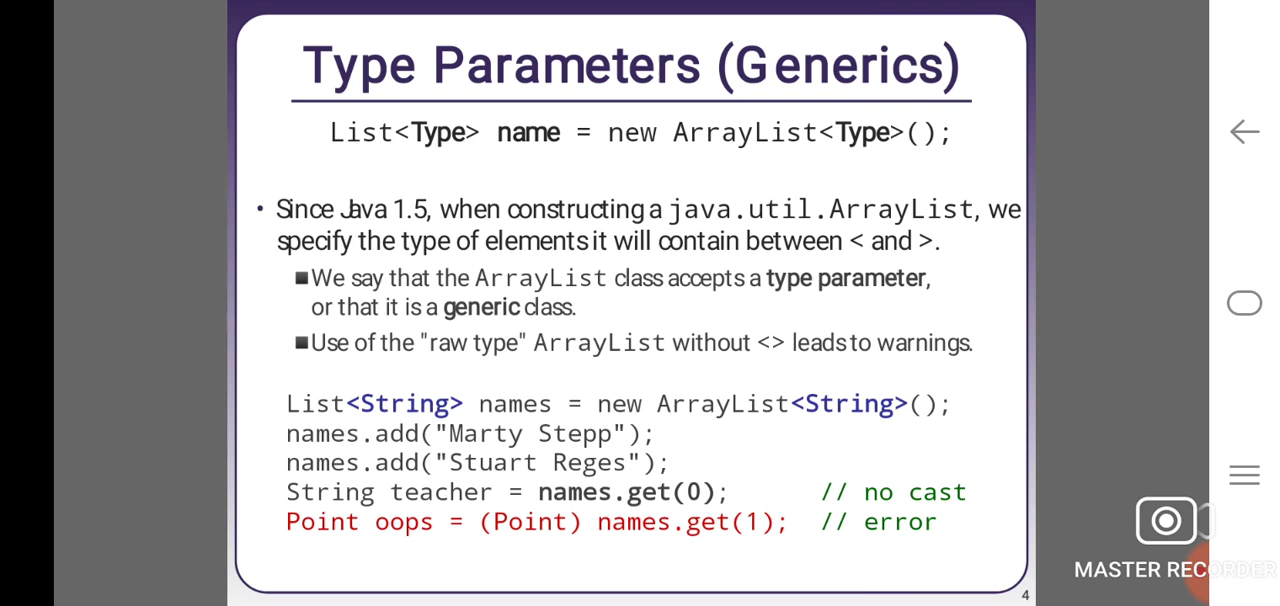 Type Parameters (Generics)
List<Type> name = new ArrayList<Type>();
• Since Java 1.5, when constructing a java.util.ArrayList, we
specify the type of elements it will contain between < and >.
■ We say that the ArrayList class accepts a type parameter,
or that it is a generic class.
■ Use of the "raw type" ArrayList without <> leads to warnings.
List<String> names = new ArrayList<String>();
names.add("Marty Stepp");
names.add("Stuart Reges");
String teacher = names.get(0); // no cast
Point oops = (Point) names.get(1); // error
4
MASTER RECORDER